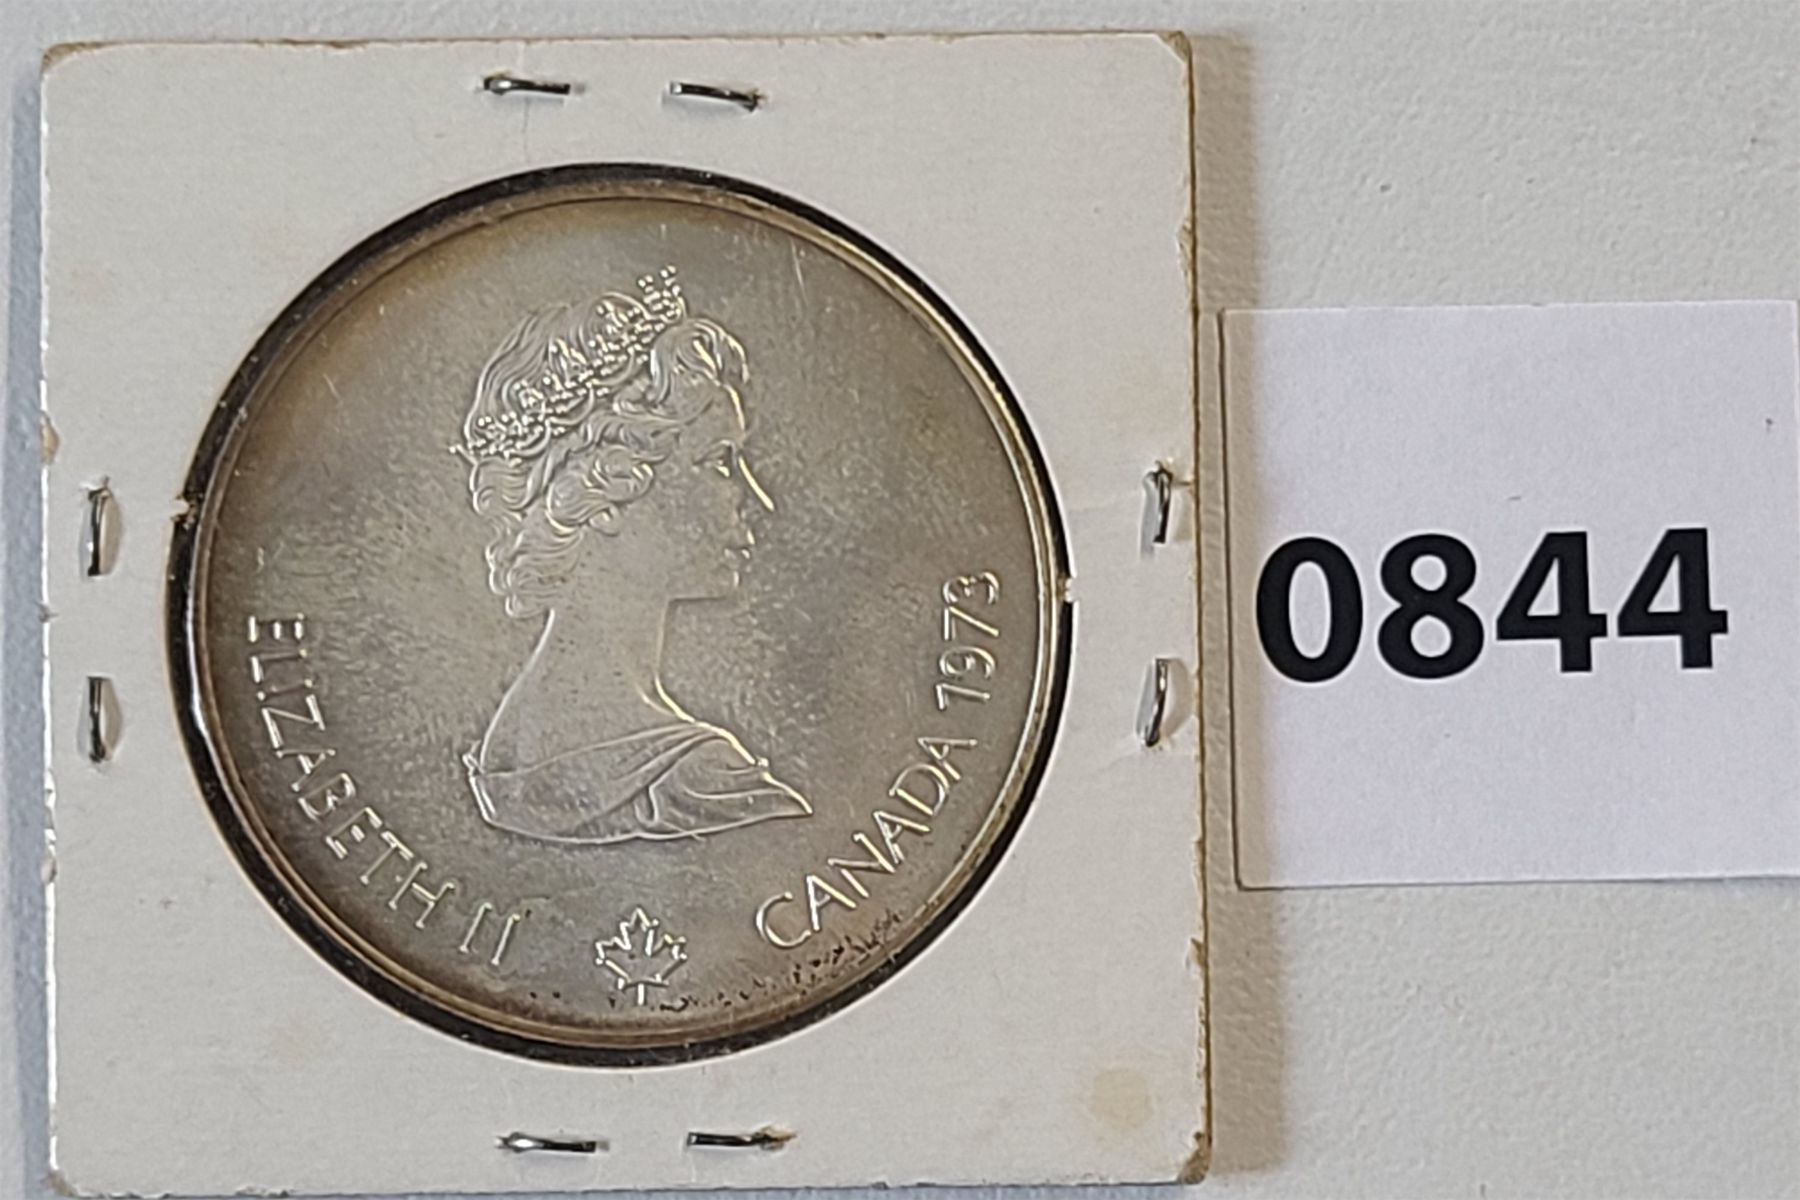 ELIZABETH II
CANADA 1973
0844